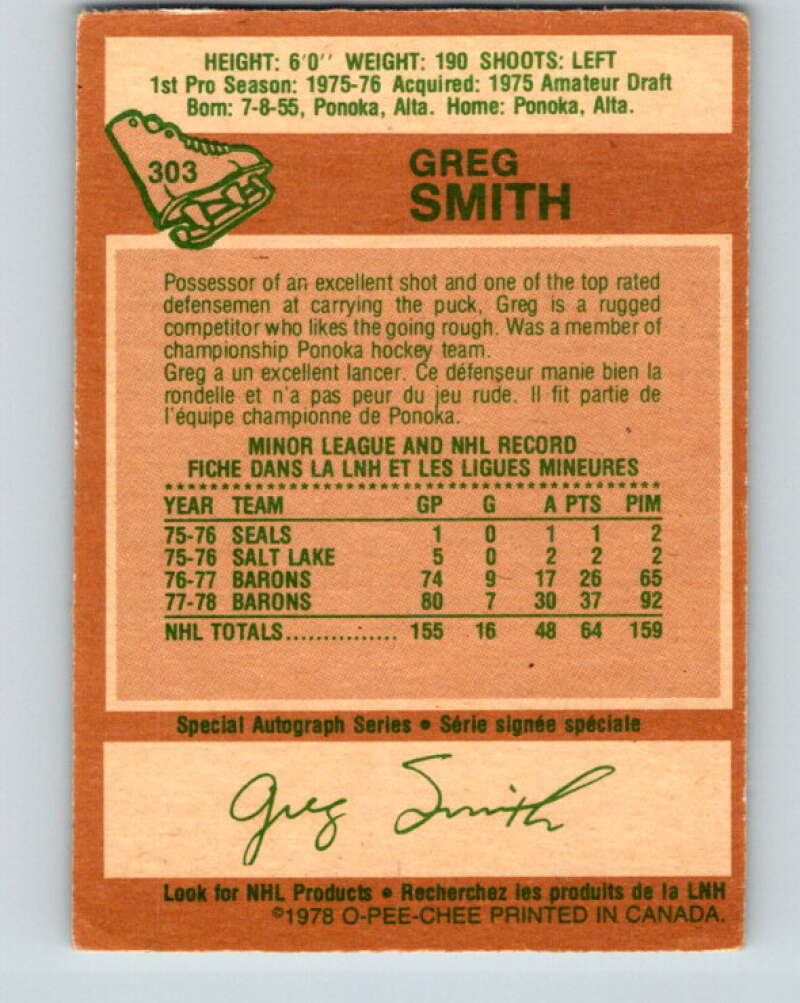 HEIGHT: 6'0'' WEIGHT: 190 SHOOTS: LEFT
1st Pro Season: 1975-76 Acquired: 1975 Amateur Draft
Born: 7-8-55, Ponoka, Alta. Home: Ponoka, Alta.
303
GREG
SMITH
Possessor of an excellent shot and one of the top rated
defensemen at carrying the puck, Greg is a rugged
competitor who likes the going rough. Was a member of
championship Ponoka hockey team.
Greg a un excellent lancer. Ce défenseur manie bien la
rondelle et n'a pas peur du jeu rude. Il fit partie de
l'équipe championne de Ponoka.
MINOR LEAGUE AND NHL RECORD
FICHE DANS LA LNH ET LES LIGUES MINEURES
YEAR TEAM GP G A PTS PIM
75-76 SEALS 1 0 1 1 2
75-76 SALT LAKE 5 0 2 2 2
76-77 BARONS 74 9 17 26 65
77-78 BARONS 80 7 30 37 92
NHL TOTALS................ 155 16 48 64 159
Special Autograph Series • Série signée spéciale
Greg Smith
Look for NHL Products • Recherchez les produits de la LNH
©1978 O-PEE-CHEE PRINTED IN CANADA.